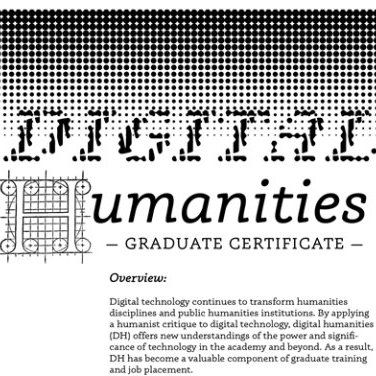 DIGITAL
Humanities
— GRADUATE CERTIFICATE —
Overview:
Digital technology continues to transform humanities
disciplines and public humanities institutions. By applying
a humanist critique to digital technology, digital humanities
(DH) offers new understandings of the power and signifi-
cance of technology in the academy and beyond. As a result,
DH has become a valuable component of graduate training
and job placement.